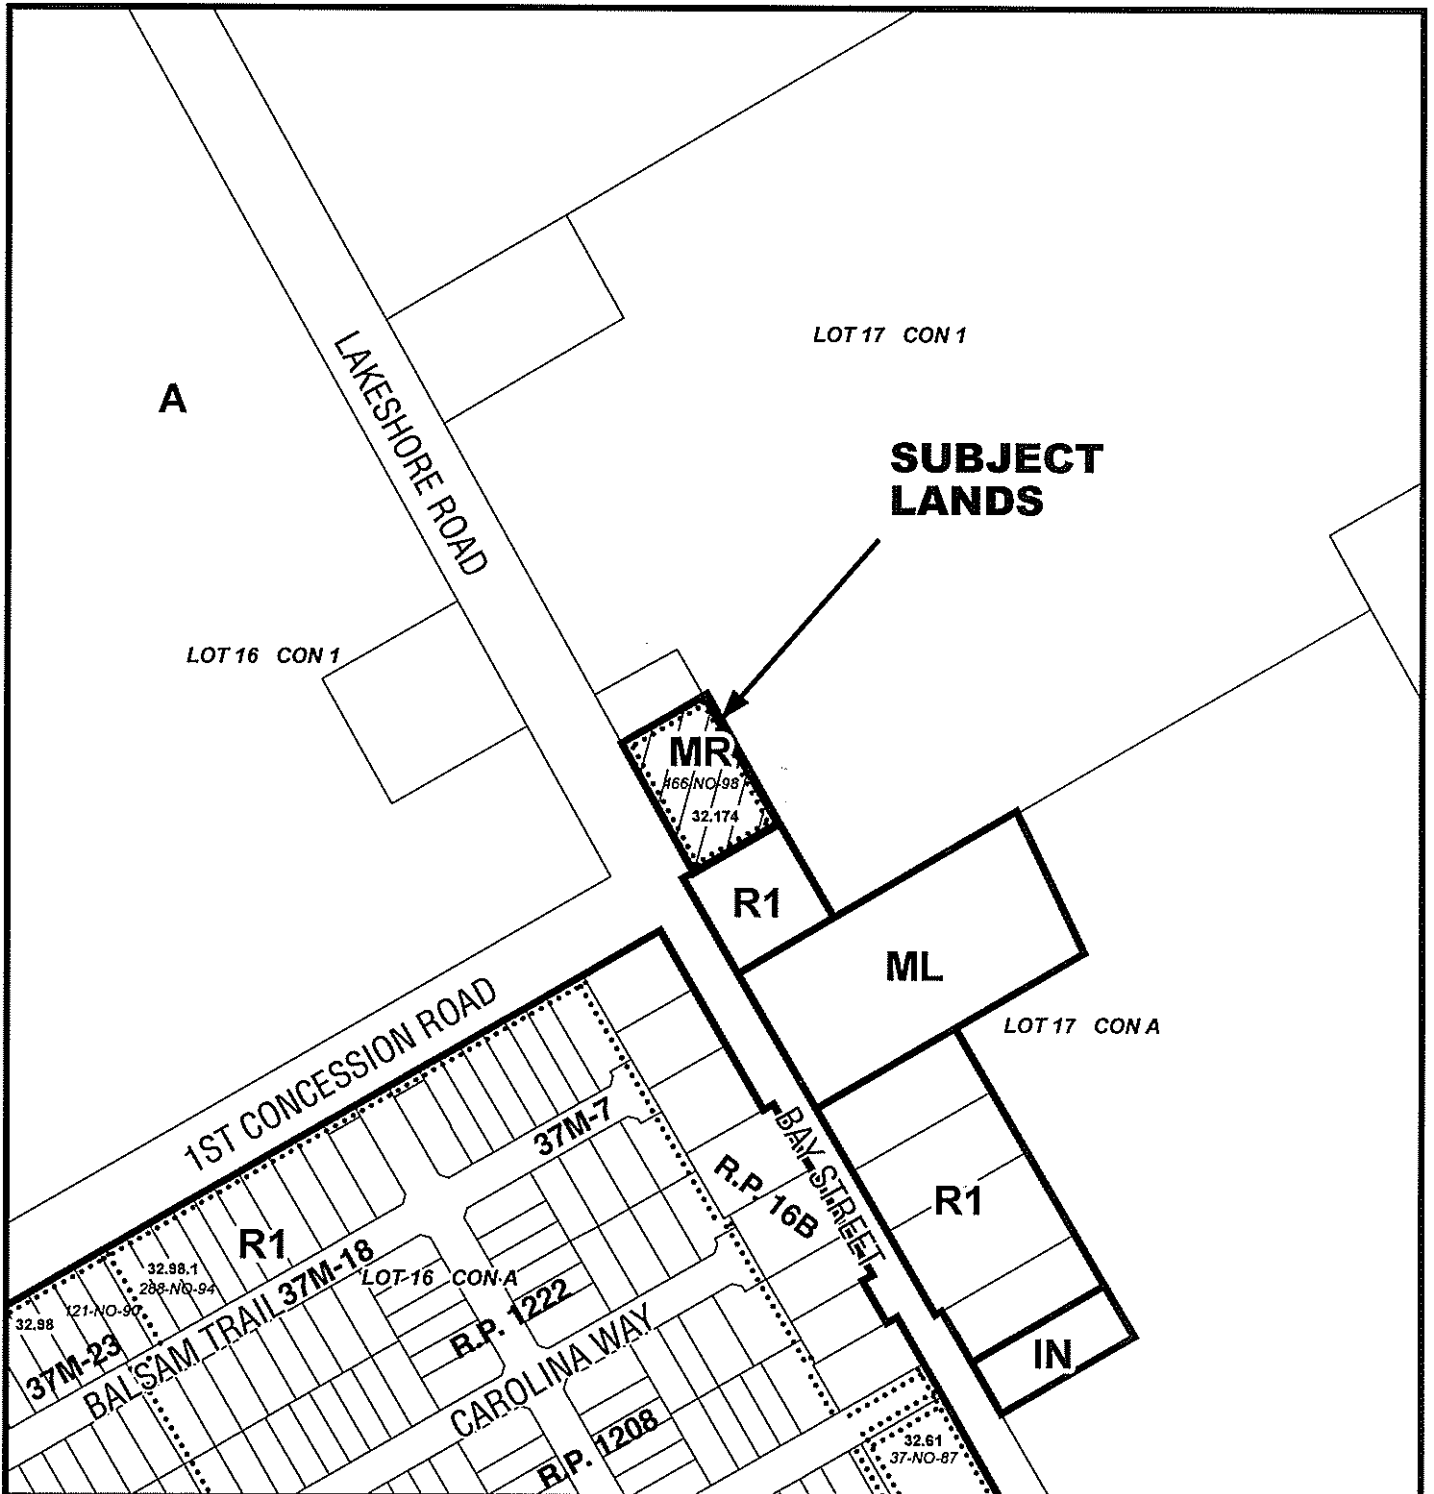 LOT 17 CON 1
LAKESHORE ROAD
A
SUBJECT
LANDS
LOT 16 CON 1
MR
466-NO-98
32.174
R1
ML
1ST CONCESSION ROAD
LOT 17 CON A
37M-7
BAY STREET
R.P. 16B
R1
R1
32.98.1
288-NO-94
37M-18
LOT 16 CON A
121-NO-90
32.98
R.P. 1222
37M-23
BALSAM TRAIL
CAROLINA WAY
IN
R.P. 1208
32.61
37-NO-87